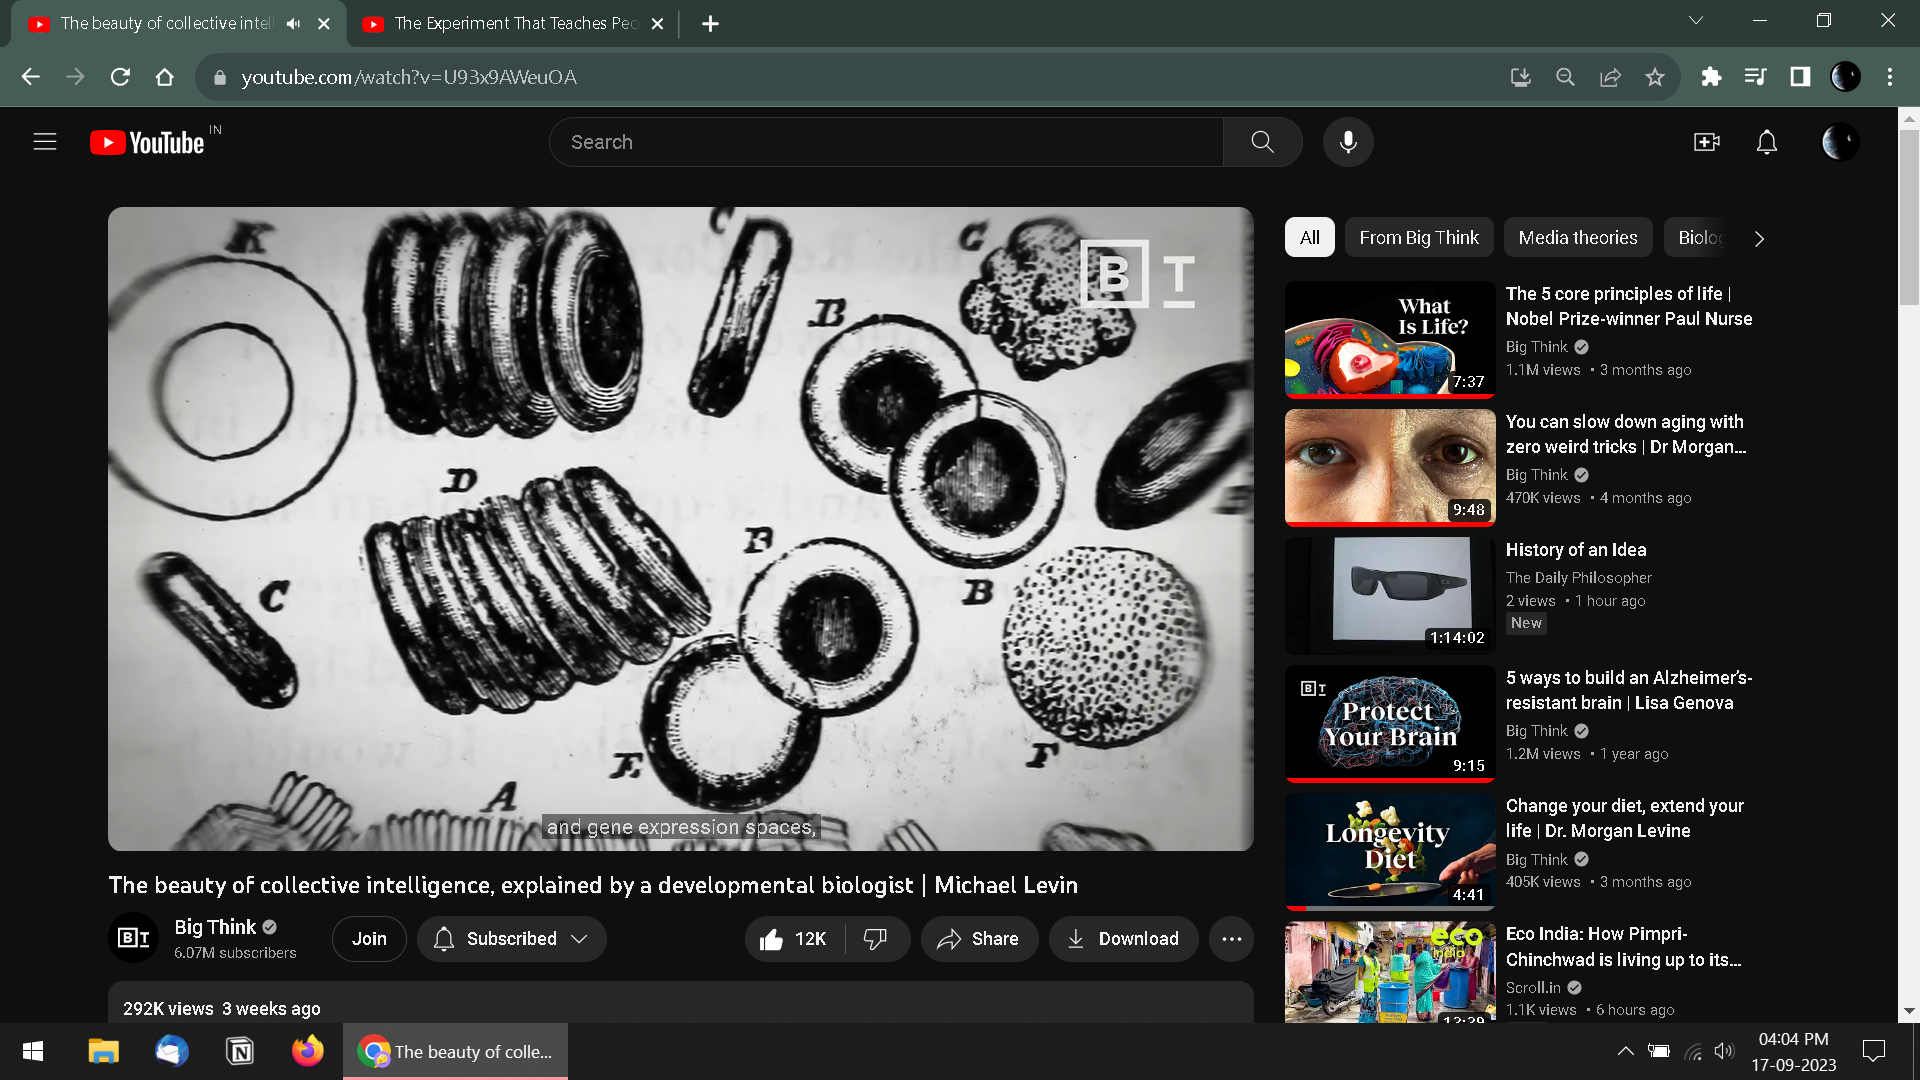 The beauty of collective intel
The Experiment That Teaches Peo
youtube.com/watch?v=U93x9AWeuOA
YouTube IN
Search
K
C
G
B T
B
D
B
B
C
E
F
A
and gene expression spaces,
The beauty of collective intelligence, explained by a developmental biologist | Michael Levin
BT
Big Think
6.07M subscribers
Join
Subscribed
12K
Share
Download
292K views 3 weeks ago
All
From Big Think
Media theories
Biolog
What
Is Life?
7:37
The 5 core principles of life |
Nobel Prize-winner Paul Nurse
Big Think
1.1M views • 3 months ago
9:48
You can slow down aging with
zero weird tricks | Dr Morgan...
Big Think
470K views • 4 months ago
1:14:02
History of an Idea
The Daily Philosopher
2 views • 1 hour ago
New
BT
Protect
Your Brain
9:15
5 ways to build an Alzheimer's-
resistant brain | Lisa Genova
Big Think
1.2M views • 1 year ago
Longevity
Diet
4:41
Change your diet, extend your
life | Dr. Morgan Levine
Big Think
405K views • 3 months ago
eco
india
13:39
Eco India: How Pimpri-
Chinchwad is living up to its...
Scroll.in
1.1K views • 6 hours ago
The beauty of colle...
04:04 PM
17-09-2023